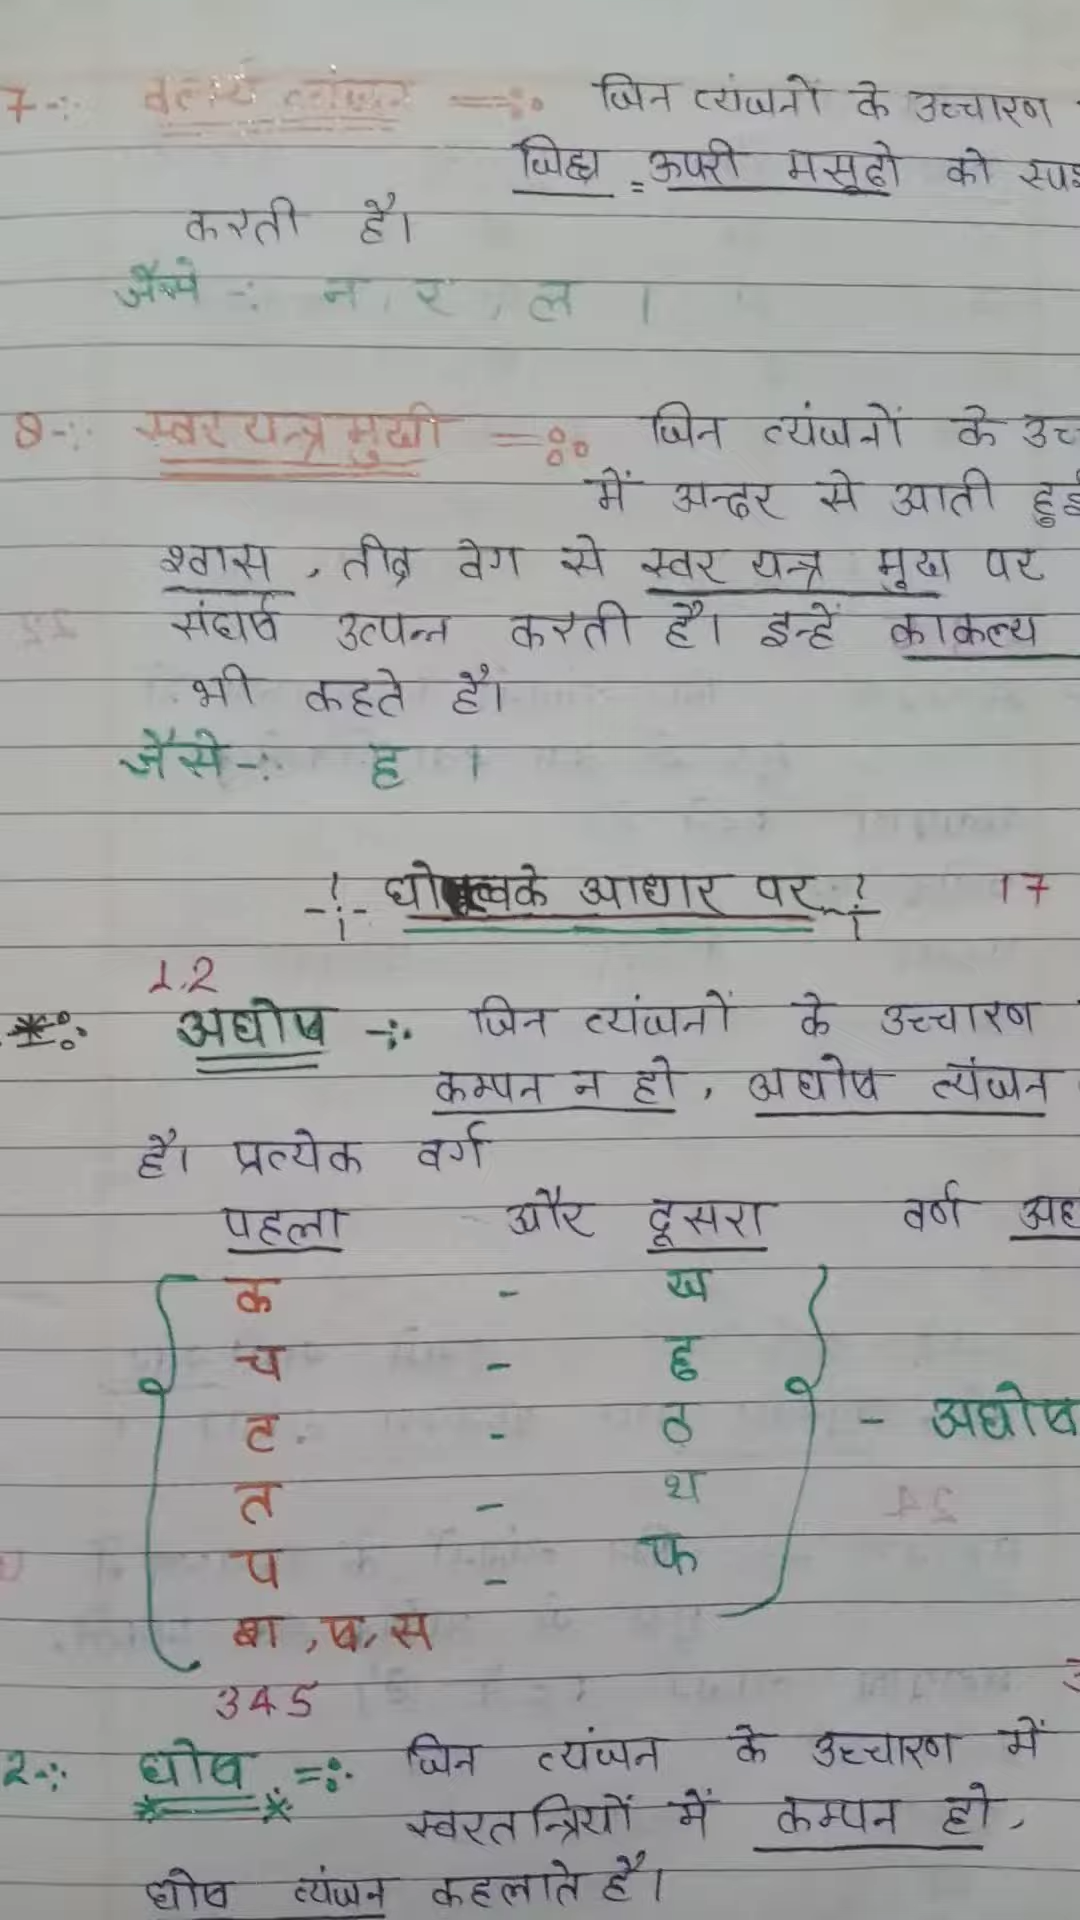 7-: वर्त्स्य व्यंजन —:. जिन व्यंजनों के उच्चारण
जिह्वा = ऊपरी मसूढो को
करती है।
जैसे -: न, र, ल ।
8-: स्वर यन्त्र मुखी =:. जिन व्यंजनों के
में अन्दर से आती हुई
श्वास, तीव्र वेग से स्वर यन्त्र मुख पर
संघर्ष उत्पन्न करती है। इन्हें काकल्य
भी कहते है।
जैसे -: ह ।
के आधार पर 17
1.2
अघोष -:. जिन व्यंजनों के उच्चारण
कम्पन न हो, अघोष व्यंजन
है। प्रत्येक वर्ग
पहला और दूसरा वर्ण
क - ख
च - छ
ट - ठ - अघोष
त - थ
प - फ
श, ष, स
345
2-: घोष =:. जिन व्यंजन के उच्चारण में
स्वरतन्त्रियों में कम्पन हो,
घोष व्यंजन कहलाते है।